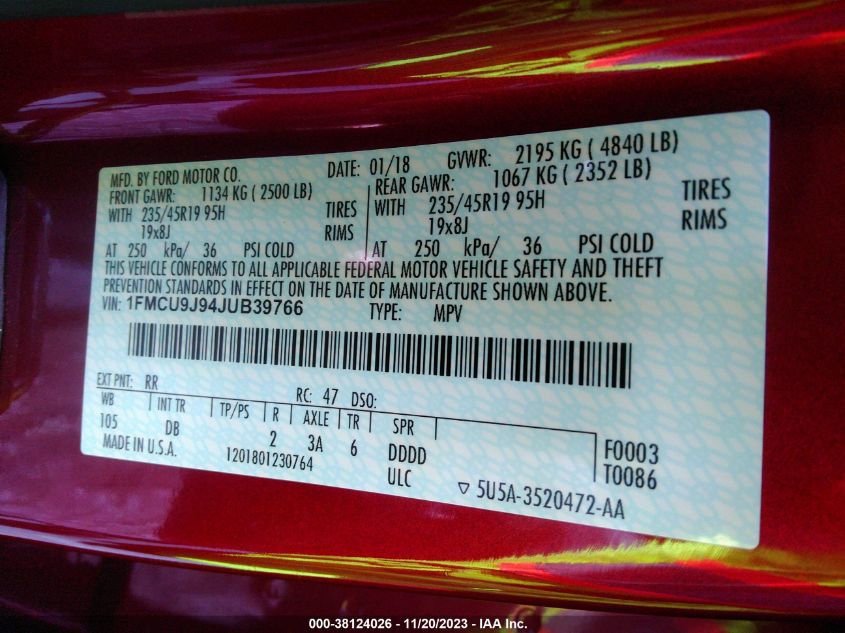 MFD. BY FORD MOTOR CO. DATE: 01/18 GVWR: 2195 KG ( 4840 LB)
FRONT GAWR: 1134 KG ( 2500 LB) REAR GAWR: 1067 KG ( 2352 LB)
WITH 235/45R19 95H TIRES WITH 235/45R19 95H TIRES
19x8J RIMS 19x8J RIMS
AT 250 kPa/ 36 PSI COLD AT 250 kPa/ 36 PSI COLD
THIS VEHICLE CONFORMS TO ALL APPLICABLE FEDERAL MOTOR VEHICLE SAFETY AND THEFT
PREVENTION STANDARDS IN EFFECT ON THE DATE OF MANUFACTURE SHOWN ABOVE.
VIN: 1FMCU9J94JUB39766 TYPE: MPV
EXT PNT: RR RC: 47 DSO:
WB INT TR TP/PS R AXLE TR SPR
105 DB 2 3A 6 DDDD F0003
MADE IN U.S.A. 1201801230764 ULC T0086
5U5A-3520472-AA
000-38124026 - 11/20/2023 - IAA Inc.